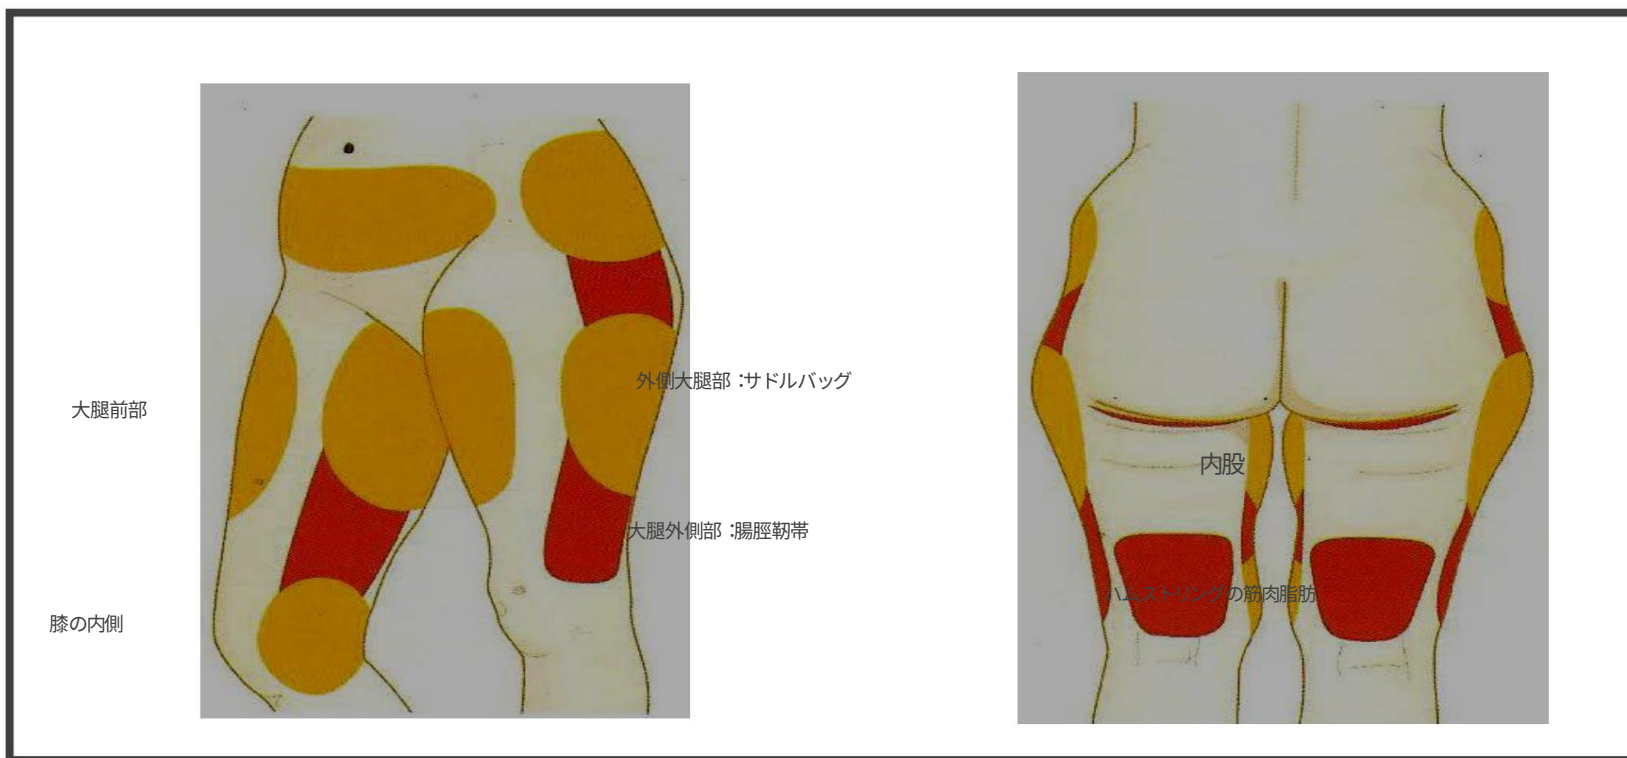 外側大腿部：サドルバッグ
大腿前部
大腿外側部：腸脛靭帯
膝の内側
内股
ハムストリングの筋肉脂肪